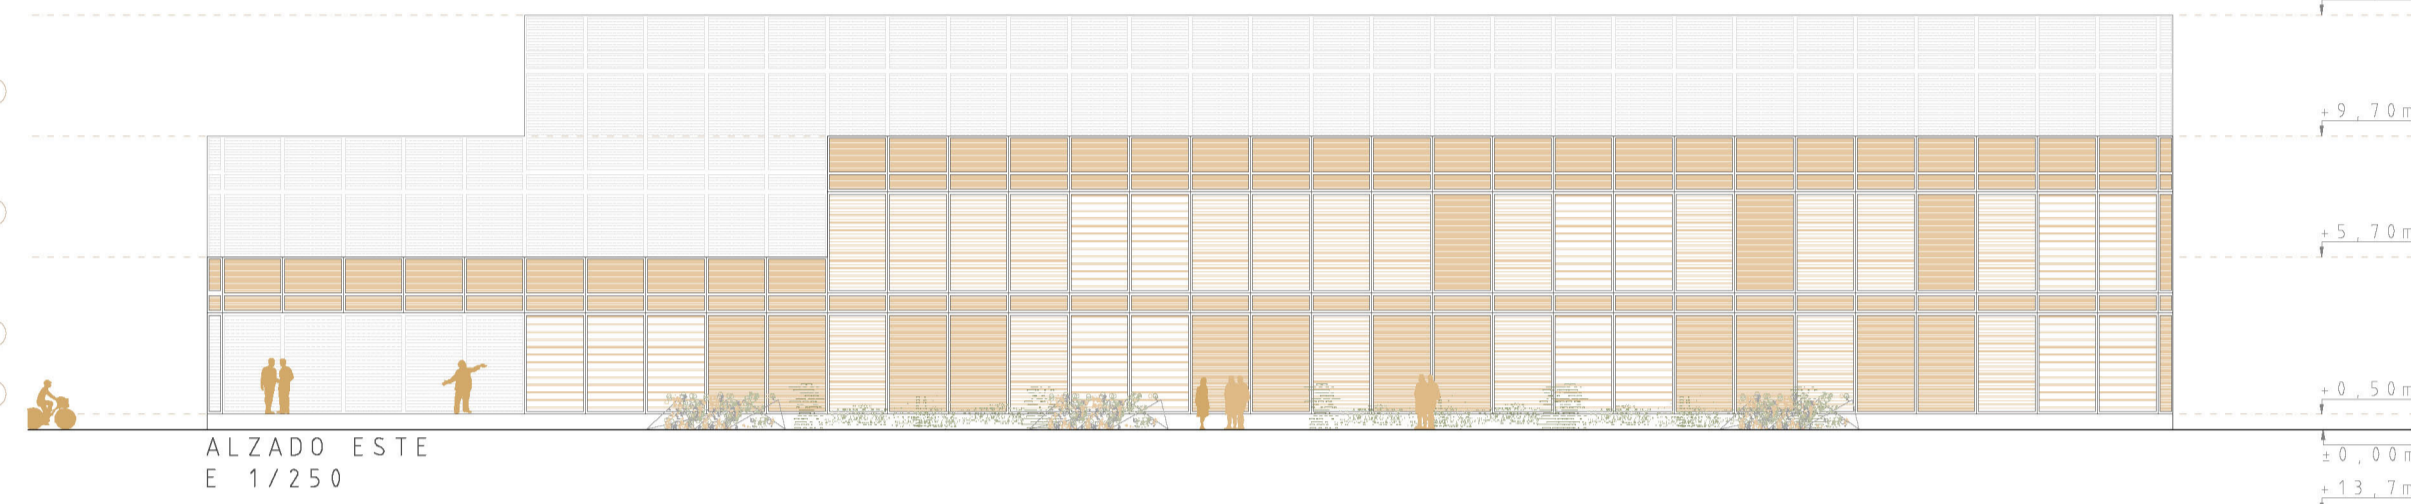 +9,70m
+5,70m
+0,50m
ALZADO ESTE
±0,00m
E 1/250
+13,7m